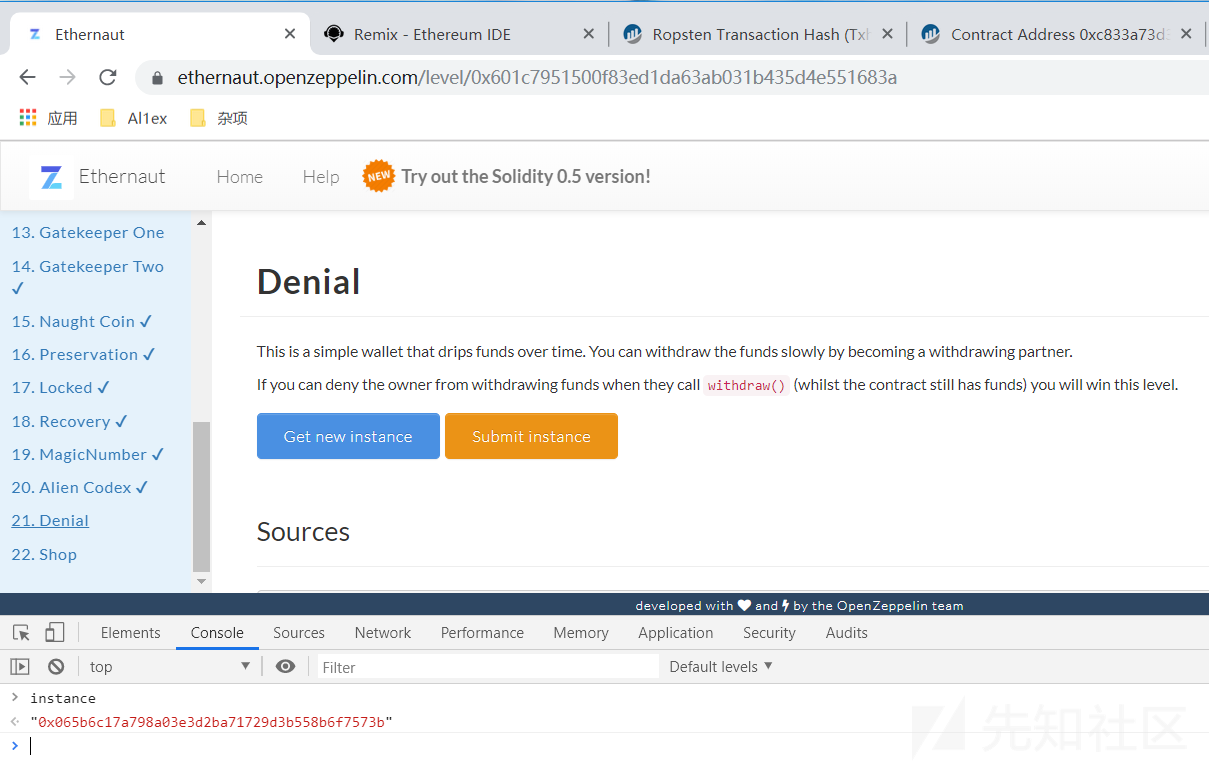 Ethernaut
Remix - Ethereum IDE
Ropsten Transaction Hash (Txh
Contract Address 0xc833a73d3
ethernaut.openzeppelin.com/level/0x601c7951500f83ed1da63ab031b435d4e551683a
应用 Al1ex 杂项
Ethernaut Home Help NEW Try out the Solidity 0.5 version!
13. Gatekeeper One
14. Gatekeeper Two
✓
15. Naught Coin ✓
16. Preservation ✓
17. Locked ✓
18. Recovery ✓
19. MagicNumber ✓
20. Alien Codex ✓
21. Denial
22. Shop
Denial
This is a simple wallet that drips funds over time. You can withdraw the funds slowly by becoming a withdrawing partner.
If you can deny the owner from withdrawing funds when they call withdraw() (whilst the contract still has funds) you will win this level.
Get new instance Submit instance
Sources
developed with ♥ and by the OpenZeppelin team
Elements Console Sources Network Performance Memory Application Security Audits
top Filter Default levels ▼
> instance
"0x065b6c17a798a03e3d2ba71729d3b558b6f7573b"
>
先知社区